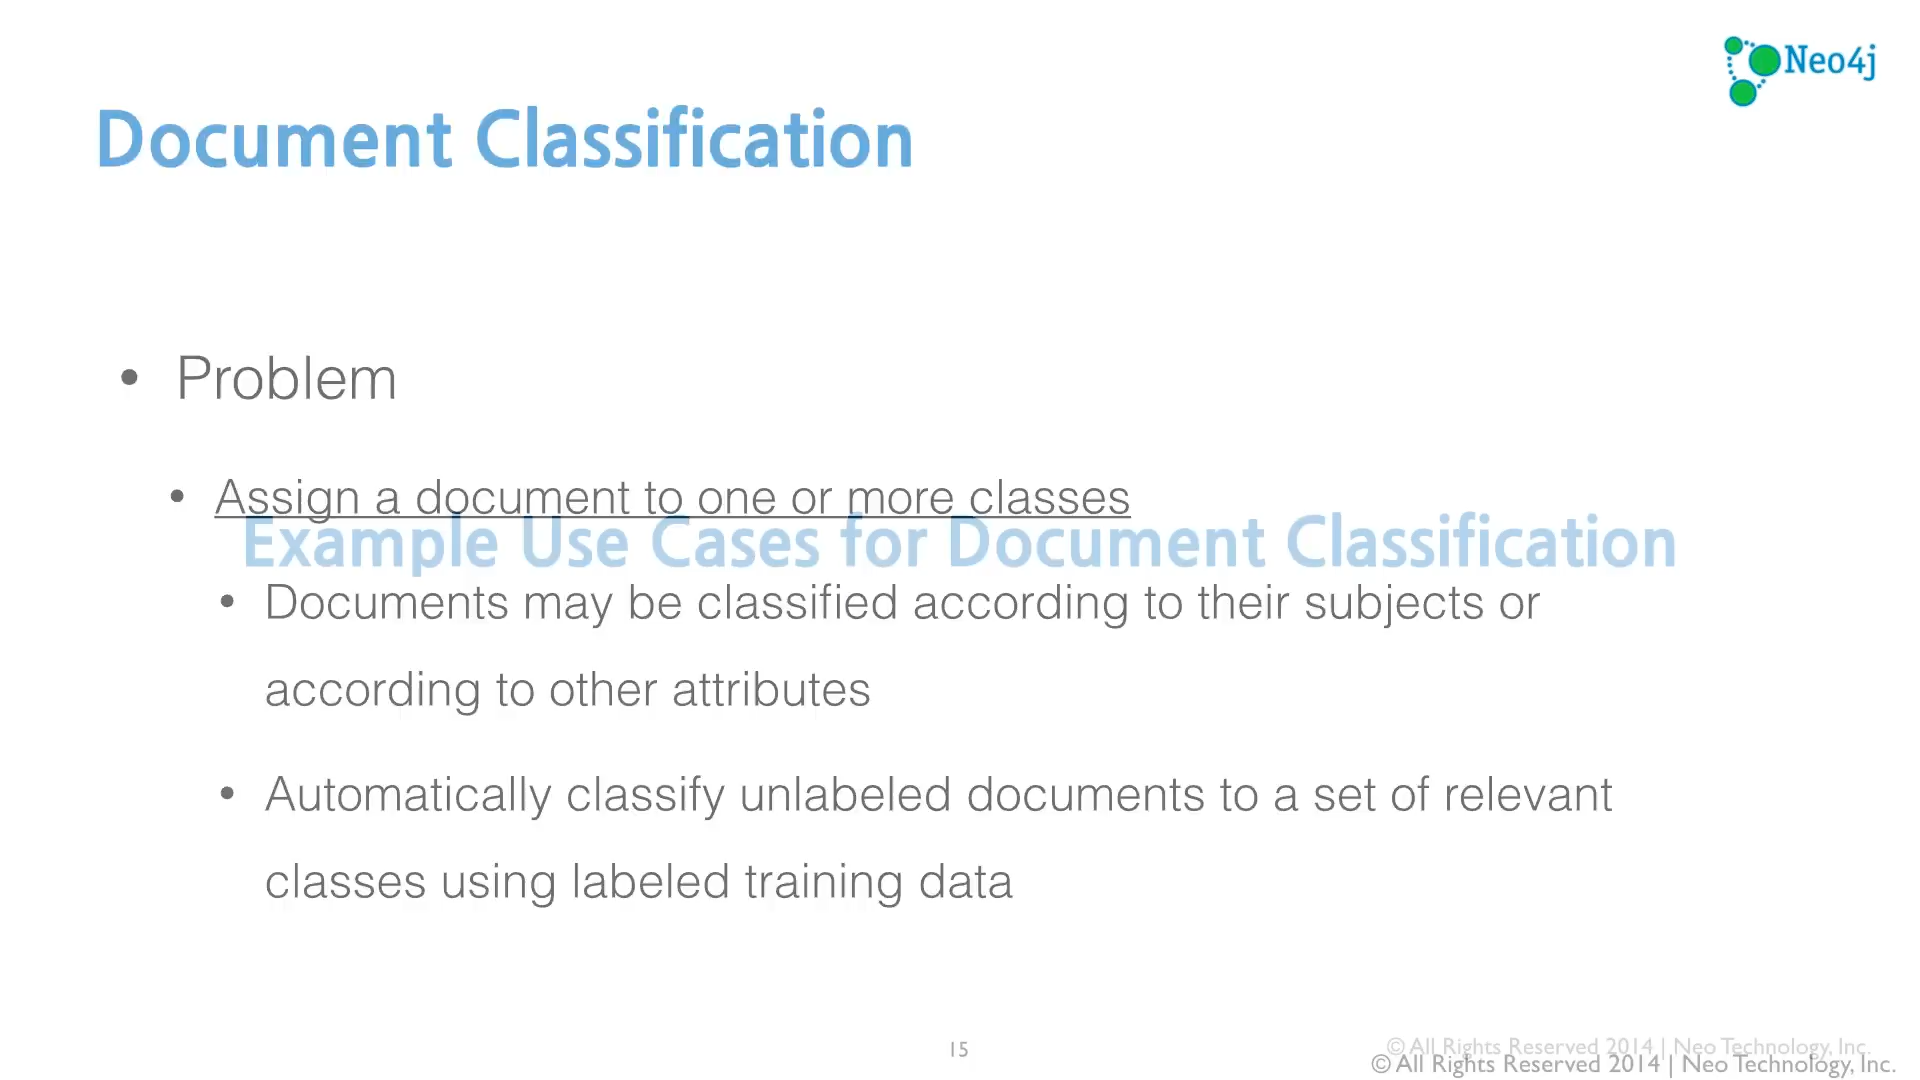 Neo4j
Document Classification
• Problem
• Assign a document to one or more classes
Example Use Cases for Document Classification
• Documents may be classified according to their subjects or
according to other attributes
• Automatically classify unlabeled documents to a set of relevant
classes using labeled training data
15
© All Rights Reserved 2014 | Neo Technology, Inc.
© All Rights Reserved 2014 | Neo Technology, Inc.